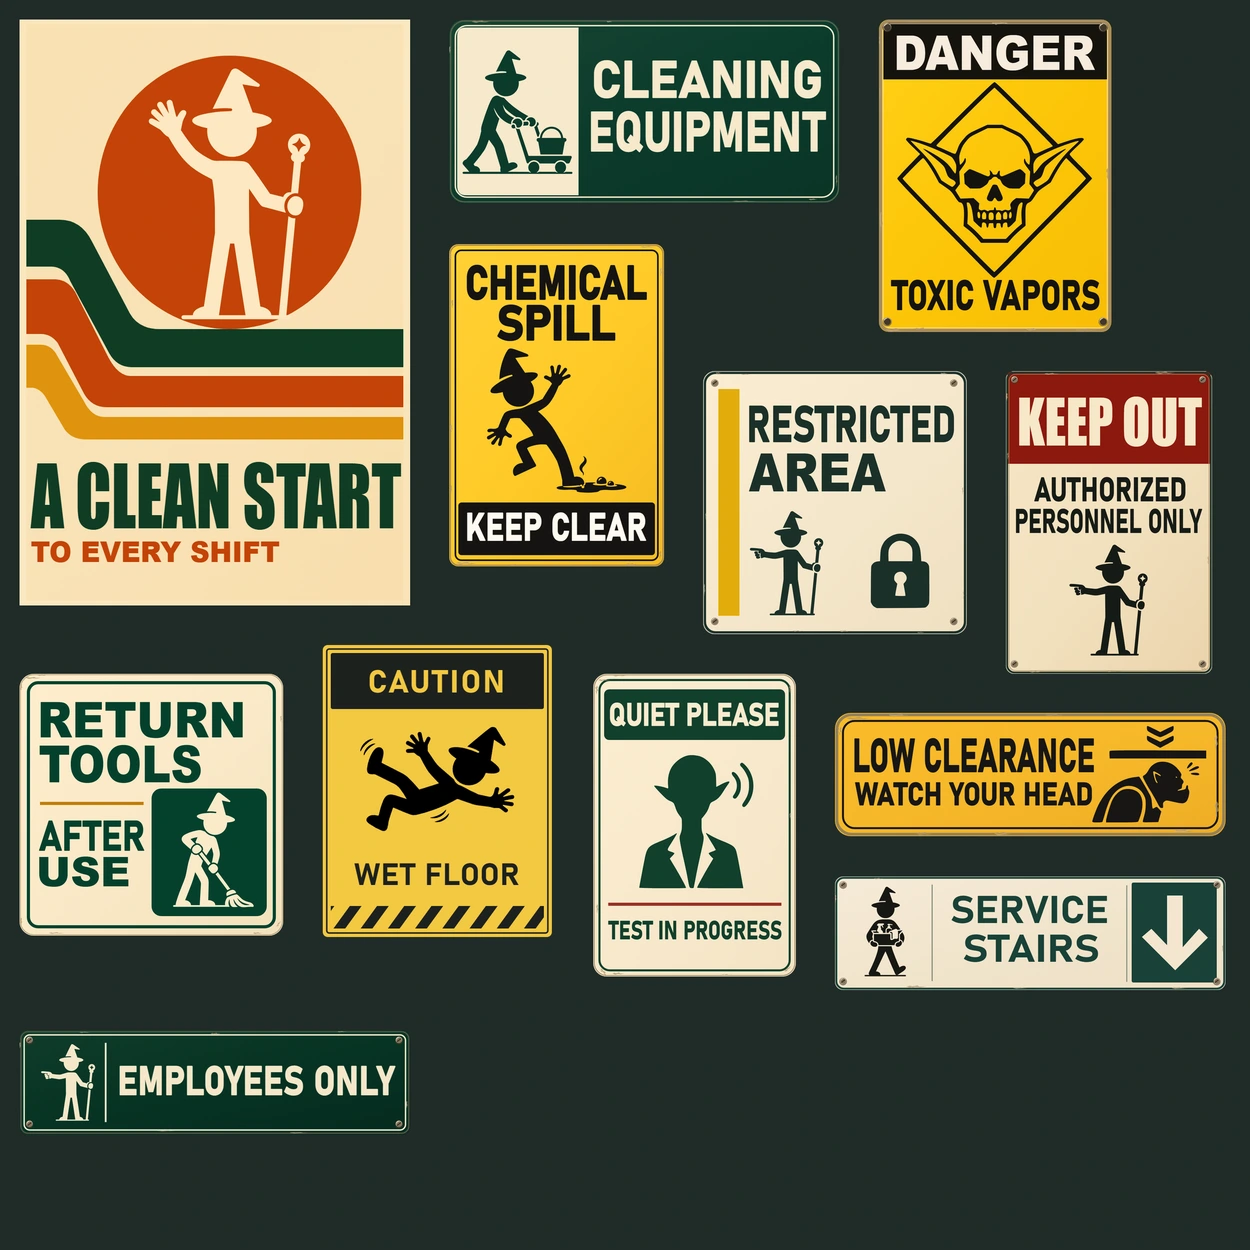 A CLEAN START
TO EVERY SHIFT
CLEANING
EQUIPMENT
DANGER
TOXIC VAPORS
CHEMICAL
SPILL
KEEP CLEAR
RESTRICTED
AREA
KEEP OUT
AUTHORIZED
PERSONNEL ONLY
RETURN
TOOLS
AFTER
USE
CAUTION
WET FLOOR
QUIET PLEASE
TEST IN PROGRESS
LOW CLEARANCE
WATCH YOUR HEAD
SERVICE
STAIRS
EMPLOYEES ONLY